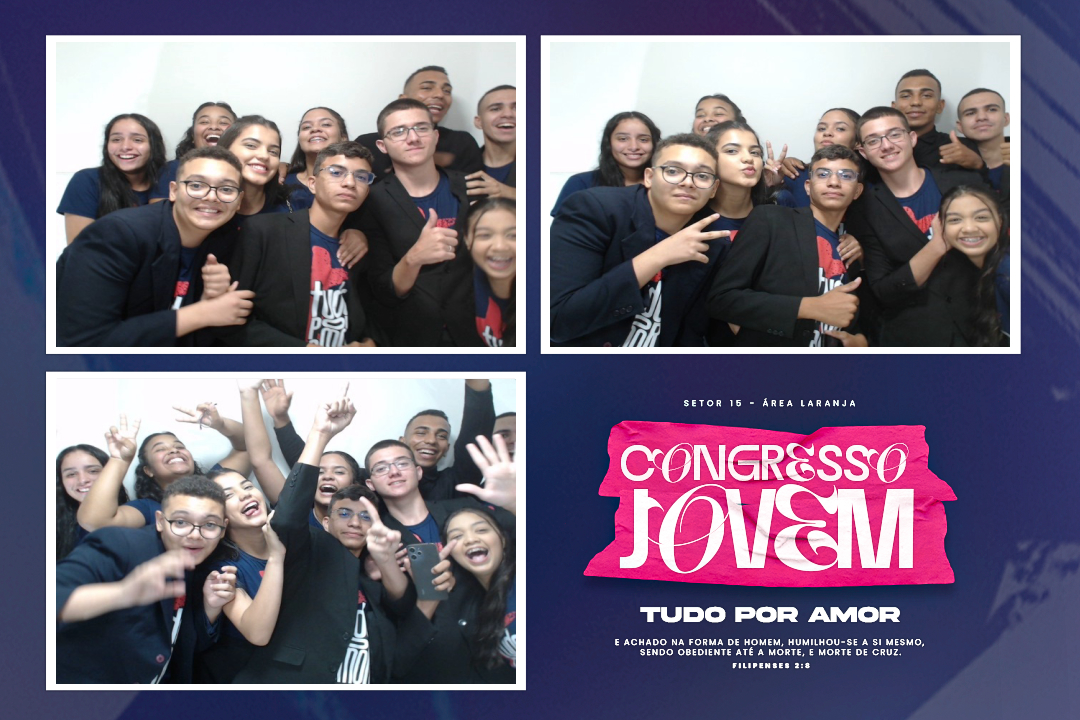 SETOR 15 - ÁREA LARANJA
CONGRESSO
JOVEM
TUDO POR AMOR
E ACHADO NA FORMA DE HOMEM, HUMILHOU-SE A SI MESMO,
SENDO OBEDIENTE ATÉ A MORTE, E MORTE DE CRUZ.
FILIPENSES 2:8